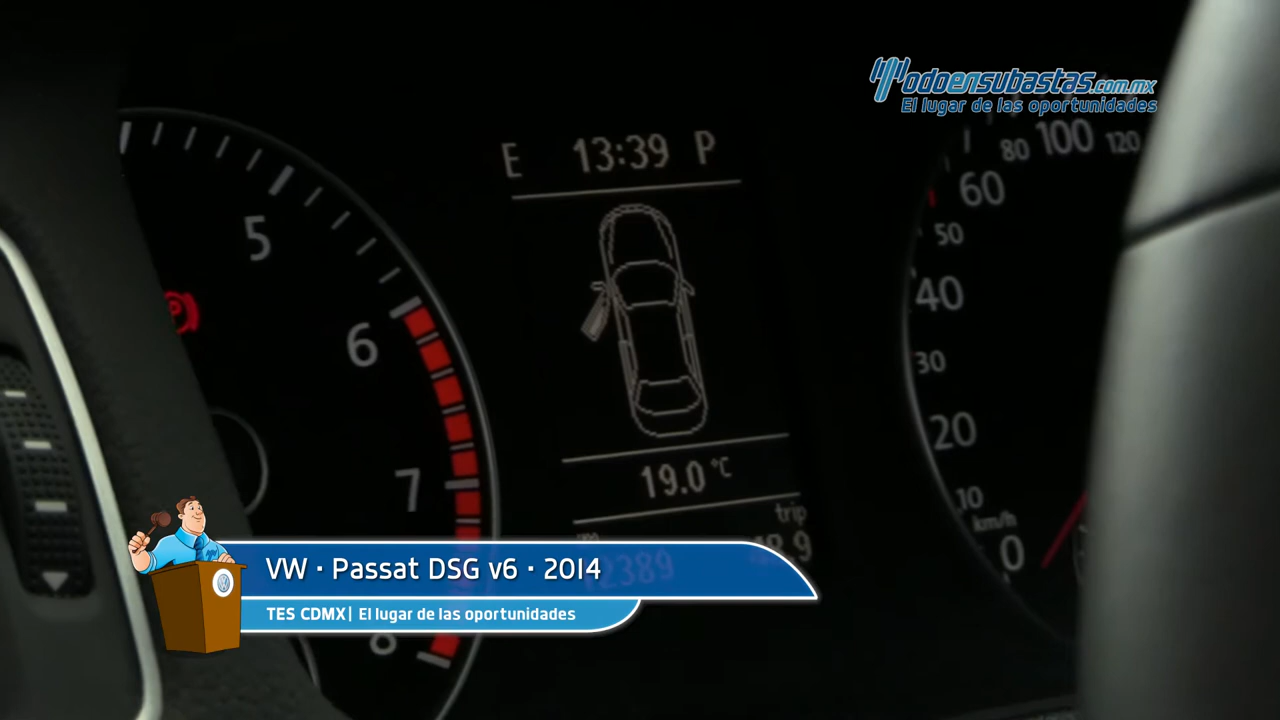 Todoensubastas.com.mx
El lugar de las oportunidades
E 13:39 P
80 100 120
60
50
40
30
20
10
km/h
0
5
6
7
8
P
19.0 °C
trip
12389
VW · Passat DSG v6 · 2014
TES CDMX| El lugar de las oportunidades